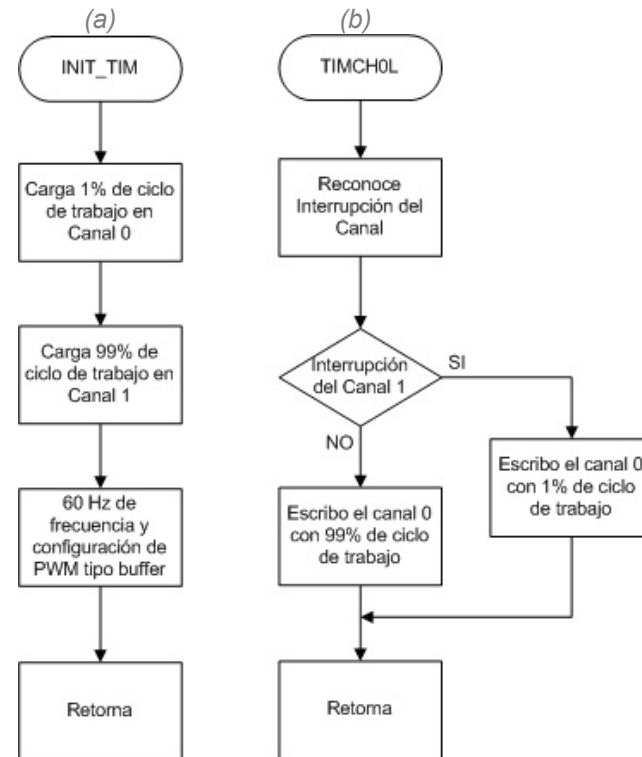 (a)
INIT_TIM
Carga 1% de ciclo
de trabajo en
Canal 0
Carga 99% de
ciclo de trabajo en
Canal 1
60 Hz de
frecuencia y
configuración de
PWM tipo buffer
Retorna
(b)
TIMCH0L
Reconoce
Interrupción del
Canal
Interrupción
del Canal 1
SI
NO
Escribo el canal 0
con 1% de ciclo
de trabajo
Escribo el canal 0
con 99% de ciclo
de trabajo
Retorna